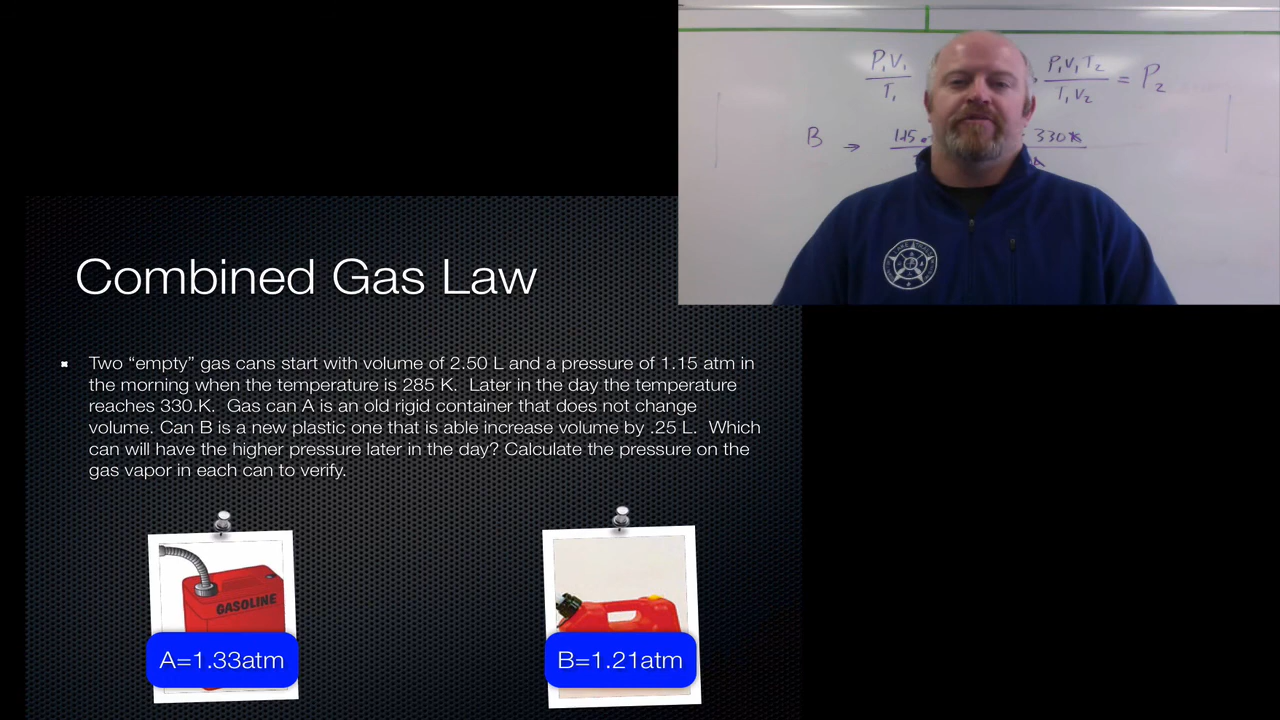 P₁V₁ P₁V₁T₂ = P₂
T₁ T₁V₂
B → 1.15 330K
Combined Gas Law
Two “empty” gas cans start with volume of 2.50 L and a pressure of 1.15 atm in
the morning when the temperature is 285 K. Later in the day the temperature
reaches 330.K. Gas can A is an old rigid container that does not change
volume. Can B is a new plastic one that is able increase volume by .25 L. Which
can will have the higher pressure later in the day? Calculate the pressure on the
gas vapor in each can to verify.
GASOLINE
A=1.33atm
B=1.21atm